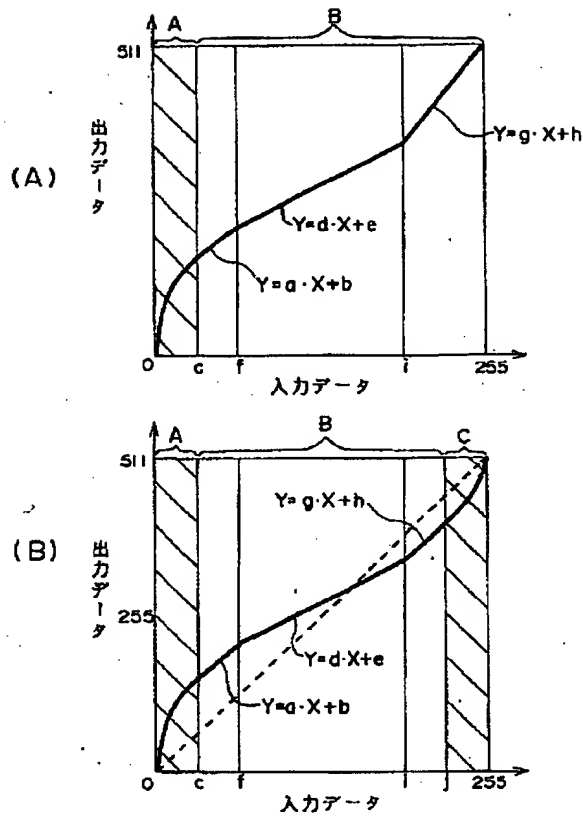 (A)
A
B
511
出力データ
Y=g·X+h
Y=d·X+e
Y=a·X+b
0
c
f
i
255
入力データ
(B)
A
B
C
511
出力データ
255
Y=g·X+h
Y=d·X+e
Y=a·X+b
0
c
f
i
j
255
入力データ